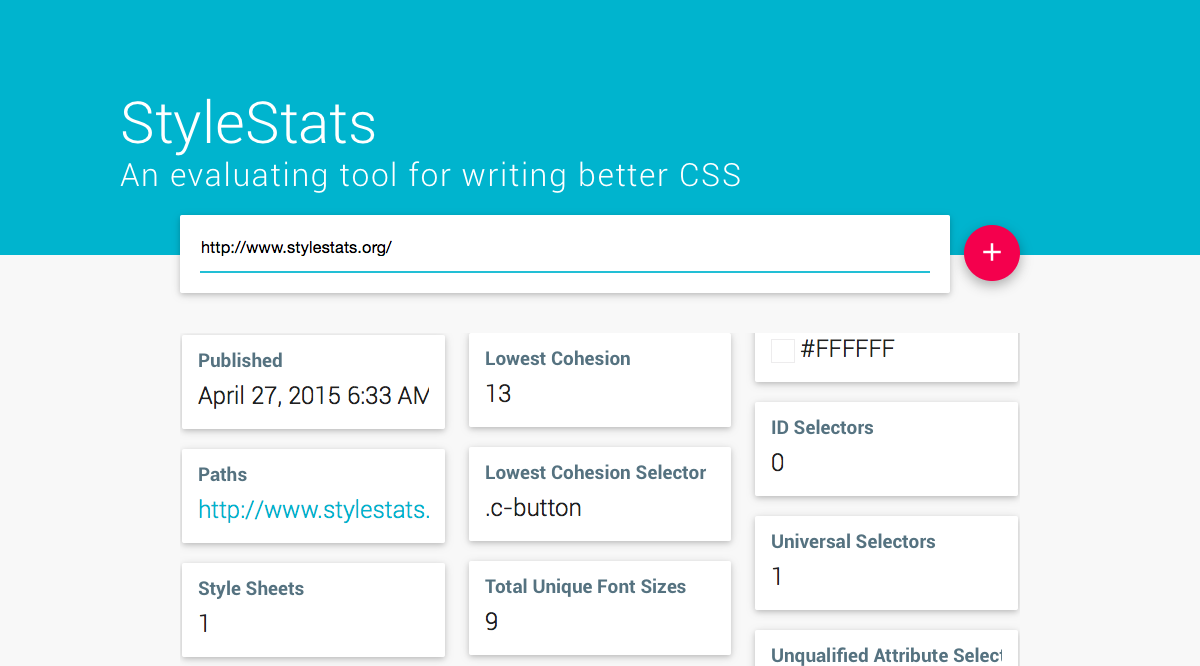 StyleStats
An evaluating tool for writing better CSS
http://www.stylestats.org/
+
Published
April 27, 2015 6:33 AM
Paths
http://www.stylestats.
Style Sheets
1
Lowest Cohesion
13
Lowest Cohesion Selector
.c-button
Total Unique Font Sizes
9
#FFFFFF
ID Selectors
0
Universal Selectors
1
Unqualified Attribute Select